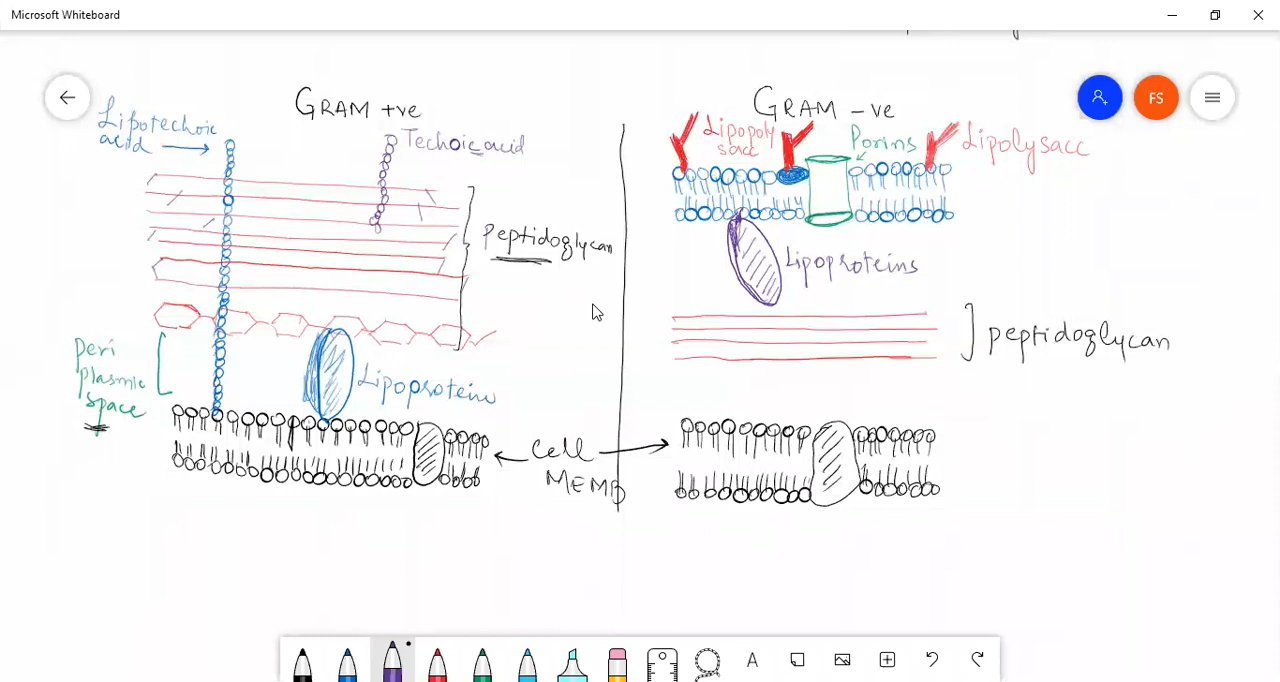 Microsoft Whiteboard
GRAM +ve
Lipotechoic
acid
Techoic acid
peptidoglycan
Peri
plasmic
space
Lipoproteins
Cell
MEMB
GRAM -ve
Lipopoly
sacc
Porins
Lipolysacc
Lipoproteins
peptidoglycan
FS
A